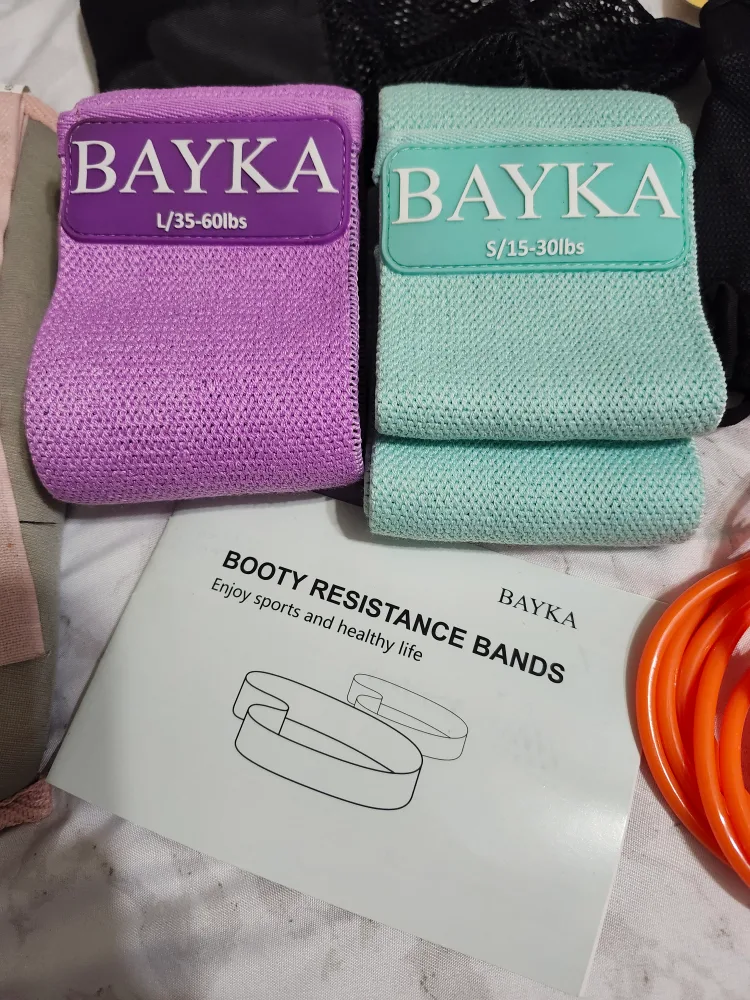 BAYKA
L/35-60lbs
BAYKA
S/15-30lbs
BAYKA
BOOTY RESISTANCE BANDS
Enjoy sports and healthy life